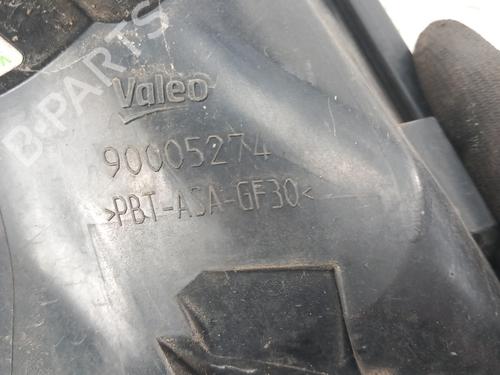 B-PARTS
Valeo
90005274
>PBT-ASA-GF30<